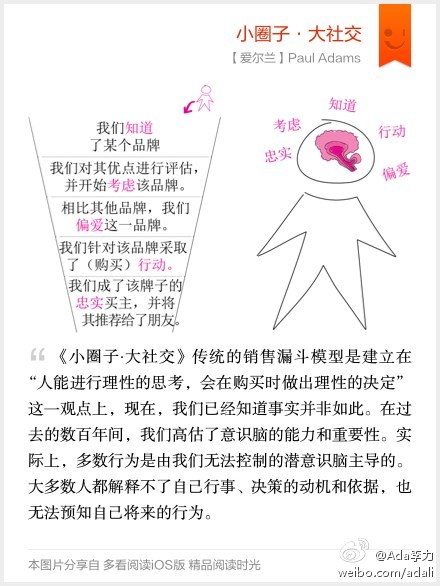 小圈子·大社交
【爱尔兰】Paul Adams
我们知道
了某个品牌
我们对其优点进行评估，
并开始考虑该品牌。
相比其他品牌，我们
偏爱这一品牌。
我们针对该品牌采取
了（购买）行动。
我们成了该牌子的
忠实买主，并将
其推荐给了朋友。
知道
考虑
行动
忠实
偏爱
“《小圈子·大社交》传统的销售漏斗模型是建立在
“人能进行理性的思考，会在购买时做出理性的决定”
这一观点上，现在，我们已经知道事实并非如此。在过
去的数百年间，我们高估了意识脑的能力和重要性。实
际上，多数行为是由我们无法控制的潜意识脑主导的。
大多数人都解释不了自己行事、决策的动机和依据，也
无法预知自己将来的行为。
本图片分享自 多看阅读iOS版 精品阅读时光
@Ada李力
weibo.com/adali